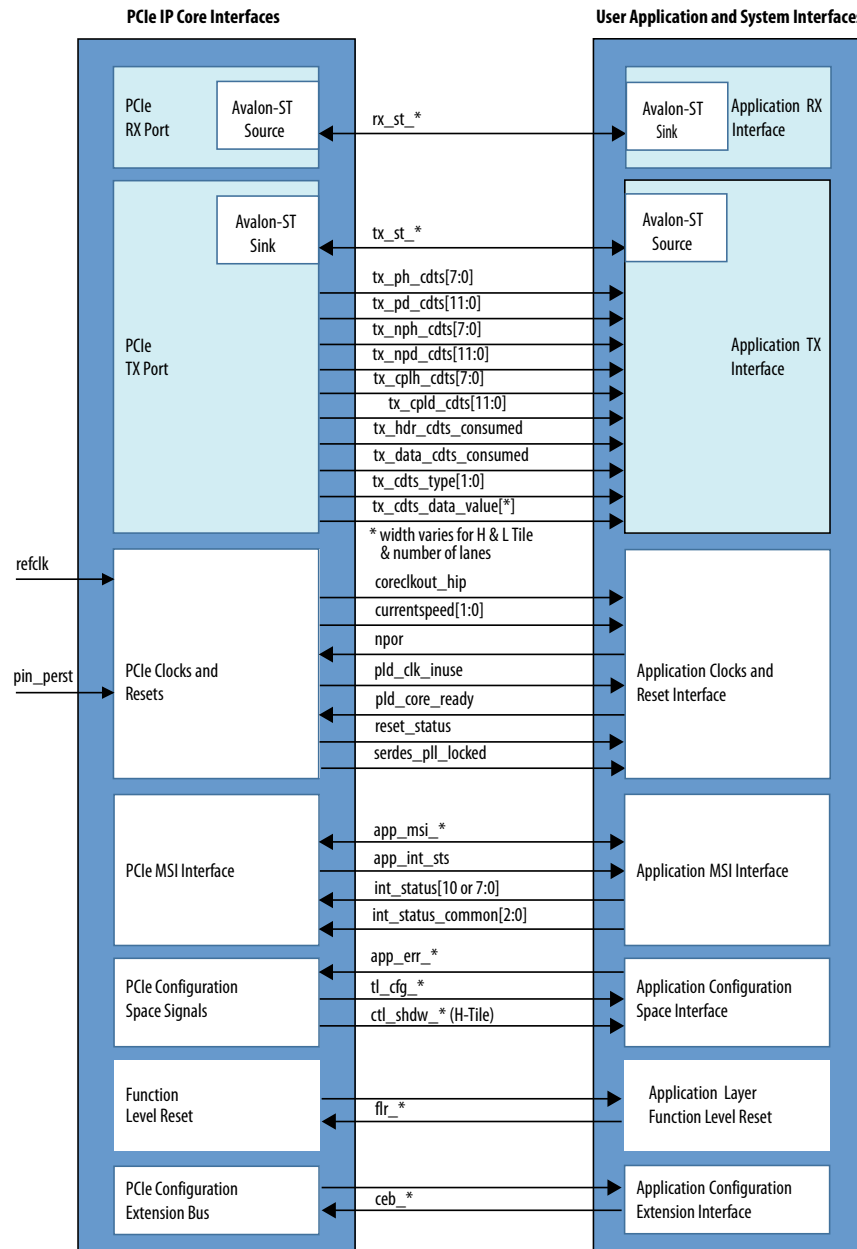 PCIe IP Core Interfaces
User Application and System Interfaces
PCIe
RX Port
Avalon-ST
Source
rx_st_*
Avalon-ST
Sink
Application RX
Interface
Avalon-ST
Sink
tx_st_*
Avalon-ST
Source
PCIe
TX Port
tx_ph_cdts[7:0]
tx_pd_cdts[11:0]
tx_nph_cdts[7:0]
tx_npd_cdts[11:0]
tx_cplh_cdts[7:0]
tx_cpld_cdts[11:0]
tx_hdr_cdts_consumed
tx_data_cdts_consumed
tx_cdts_type[1:0]
tx_cdts_data_value[*]
* width varies for H & L Tile
& number of lanes
Application TX
Interface
refclk
pin_perst
PCIe Clocks and
Resets
coreclkout_hip
currentspeed[1:0]
npor
pld_clk_inuse
pld_core_ready
reset_status
serdes_pll_locked
Application Clocks and
Reset Interface
PCIe MSI Interface
app_msi_*
app_int_sts
int_status[10 or 7:0]
int_status_common[2:0]
Application MSI Interface
PCIe Configuration
Space Signals
app_err_*
tl_cfg_*
ctl_shdw_* (H-Tile)
Application Configuration
Space Interface
Function
Level Reset
flr_*
Application Layer
Function Level Reset
PCIe Configuration
Extension Bus
ceb_*
Application Configuration
Extension Interface